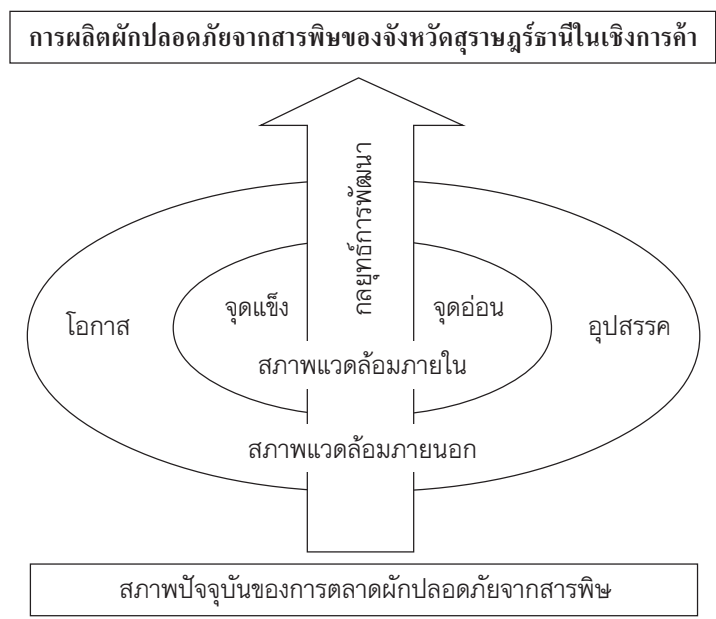 การผลิตผักปลอดภัยจากสารพิษของจังหวัดสุราษฎร์ธานีในเชิงการค้า
กลยุทธ์การพัฒนา
จุดแข็ง
จุดอ่อน
โอกาส
อุปสรรค
สภาพแวดล้อมภายใน
สภาพแวดล้อมภายนอก
สภาพปัจจุบันของการตลาดผักปลอดภัยจากสารพิษ